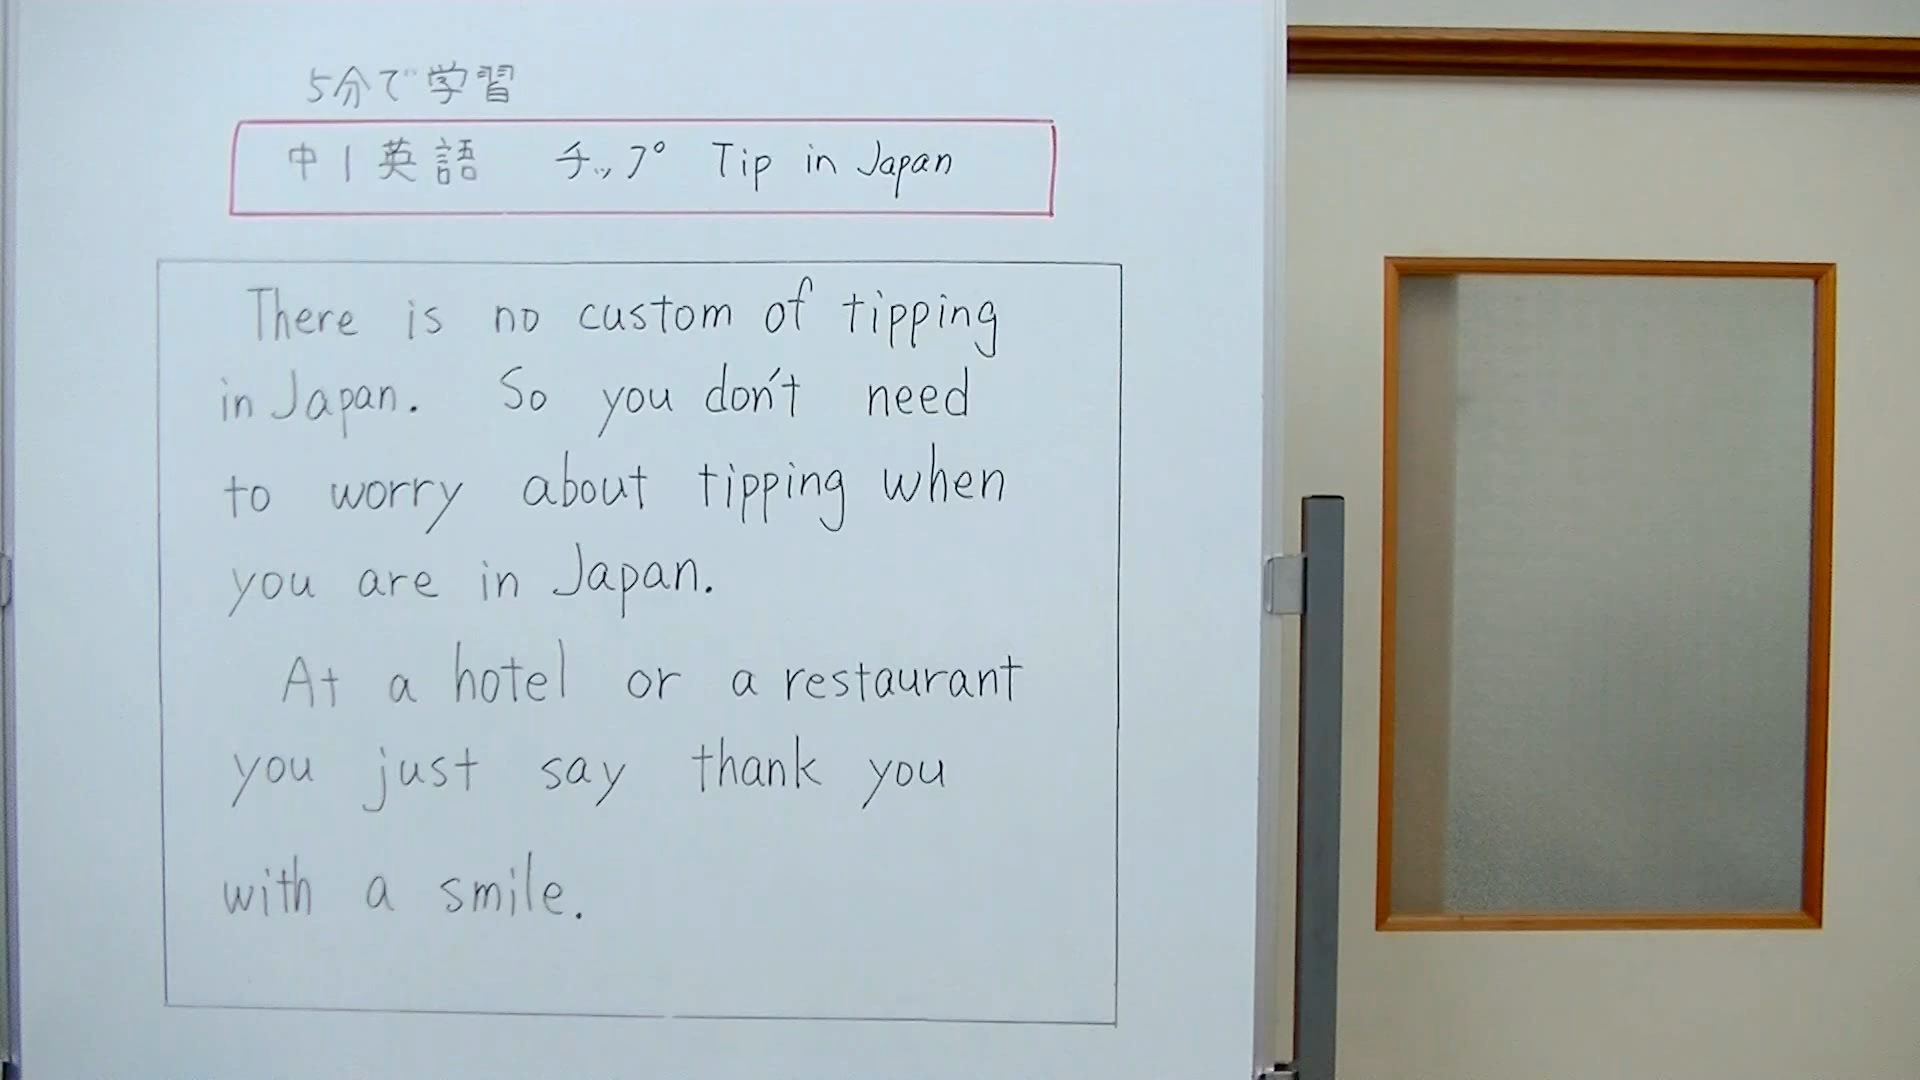 5分で学習
中1英語 チップ Tip in Japan
There is no custom of tipping
in Japan. So you don't need
to worry about tipping when
you are in Japan.
At a hotel or a restaurant
you just say thank you
with a smile.